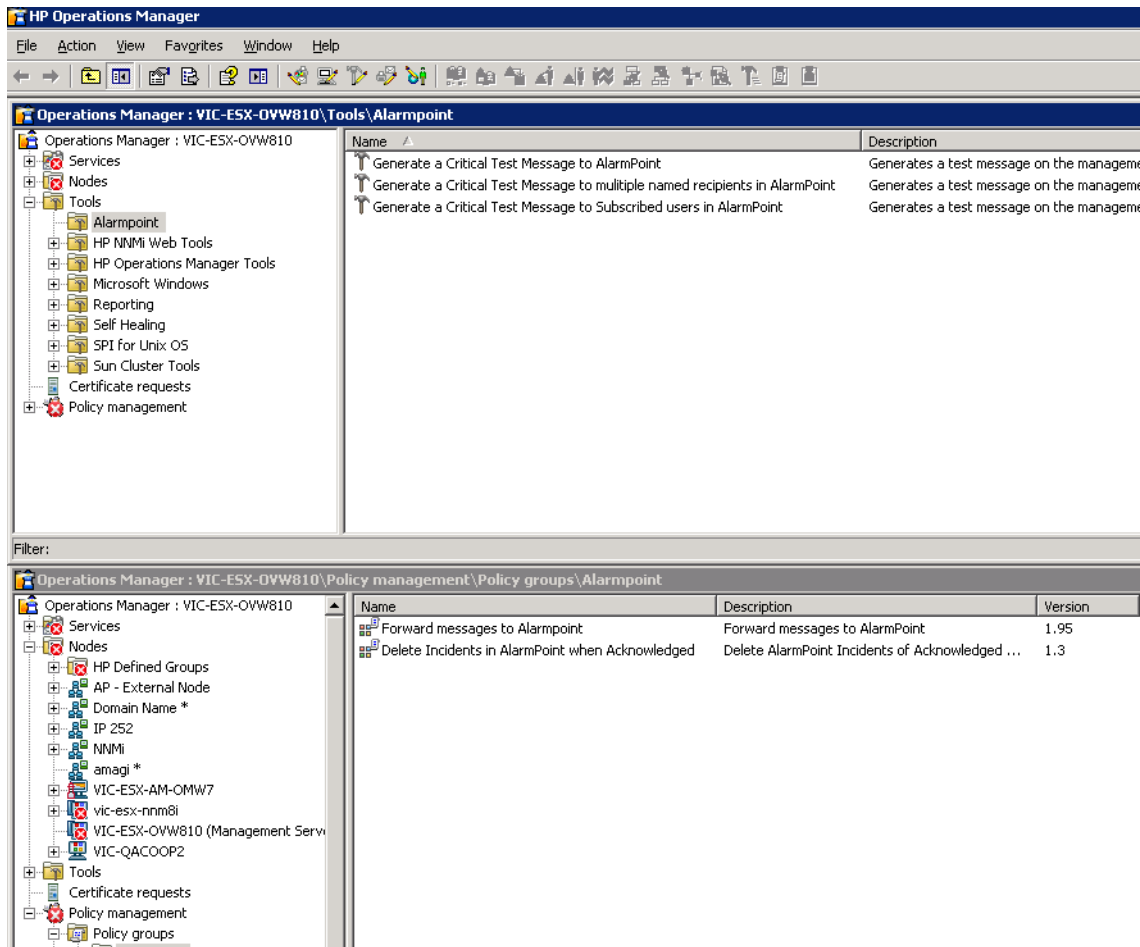 HP Operations Manager
File Action View Favorites Window Help
Operations Manager : VIC-ESX-OVW810\Tools\Alarmpoint
Operations Manager : VIC-ESX-OVW810
Services
Nodes
Tools
Alarmpoint
HP NNMi Web Tools
HP Operations Manager Tools
Microsoft Windows
Reporting
Self Healing
SPI for Unix OS
Sun Cluster Tools
Certificate requests
Policy management
Name Description
Generate a Critical Test Message to AlarmPoint Generates a test message on the manageme
Generate a Critical Test Message to mulitiple named recipients in AlarmPoint Generates a test message on the manageme
Generate a Critical Test Message to Subscribed users in AlarmPoint Generates a test message on the manageme
Filter:
Operations Manager : VIC-ESX-OVW810\Policy management\Policy groups\Alarmpoint
Operations Manager : VIC-ESX-OVW810
Services
Nodes
HP Defined Groups
AP - External Node
Domain Name *
IP 252
NNMi
amagi *
VIC-ESX-AM-OMW7
vic-esx-nnm8i
VIC-ESX-OVW810 (Management Serv
VIC-QACOOP2
Tools
Certificate requests
Policy management
Policy groups
Name Description Version
Forward messages to Alarmpoint Forward messages to AlarmPoint 1.95
Delete Incidents in AlarmPoint when Acknowledged Delete AlarmPoint Incidents of Acknowledged ... 1.3